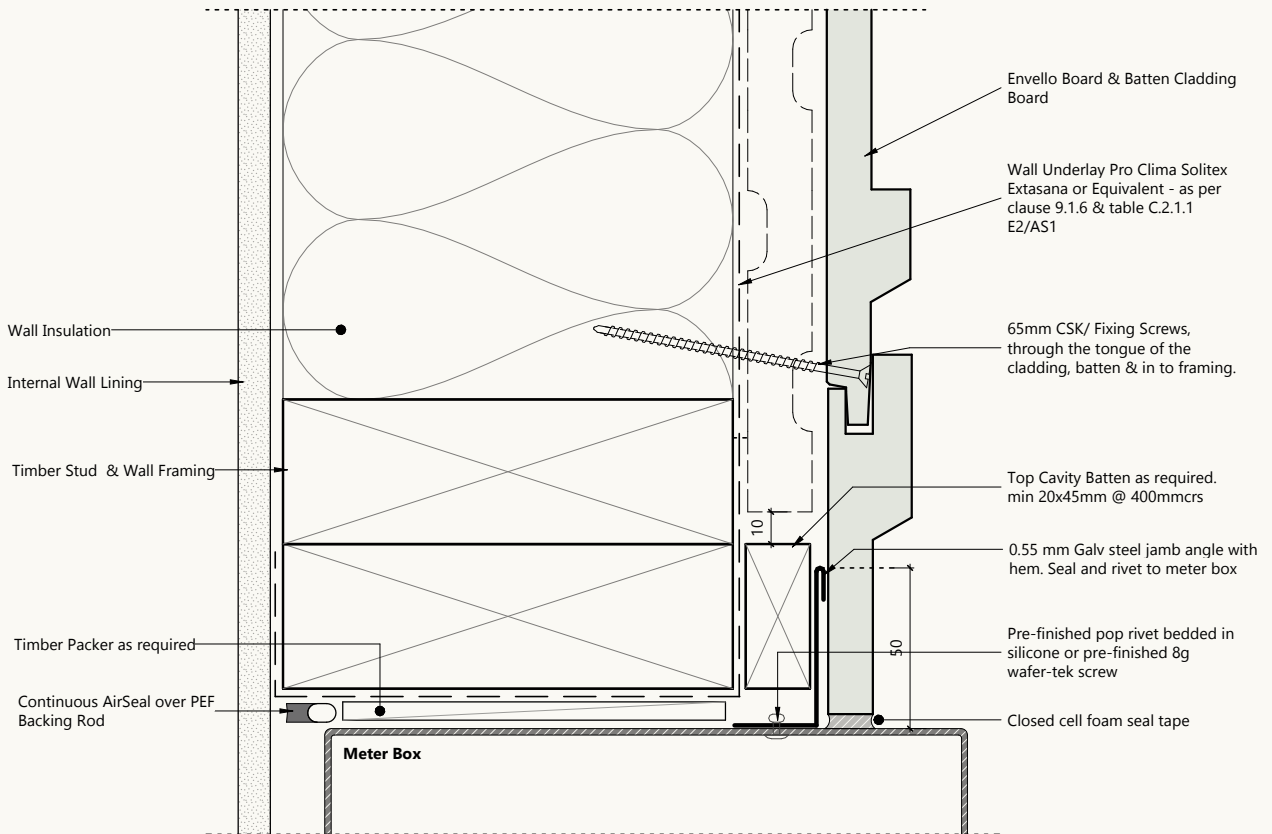 Envello Board & Batten Cladding
Board
Wall Underlay Pro Clima Solitex
Extasana or Equivalent - as per
clause 9.1.6 & table C.2.1.1
E2/AS1
Wall Insulation
65mm CSK/ Fixing Screws,
through the tongue of the
cladding, batten & in to framing.
Internal Wall Lining
Timber Stud & Wall Framing
Top Cavity Batten as required.
min 20x45mm @ 400mmcrs
10
0.55 mm Galv steel jamb angle with
hem. Seal and rivet to meter box
Timber Packer as required
50
Pre-finished pop rivet bedded in
silicone or pre-finished 8g
wafer-tek screw
Continuous AirSeal over PEF
Backing Rod
Closed cell foam seal tape
Meter Box